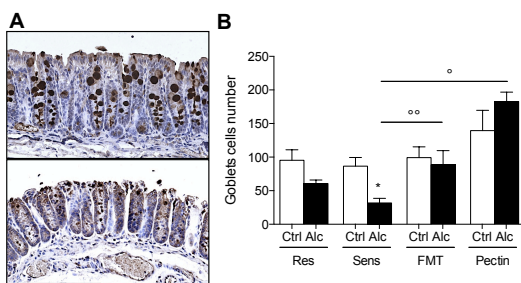 A
B
Goblets cells number
250
200
150
100
50
0
°
°°
*
Ctrl Alc Ctrl Alc Ctrl Alc Ctrl Alc
Res Sens FMT Pectin